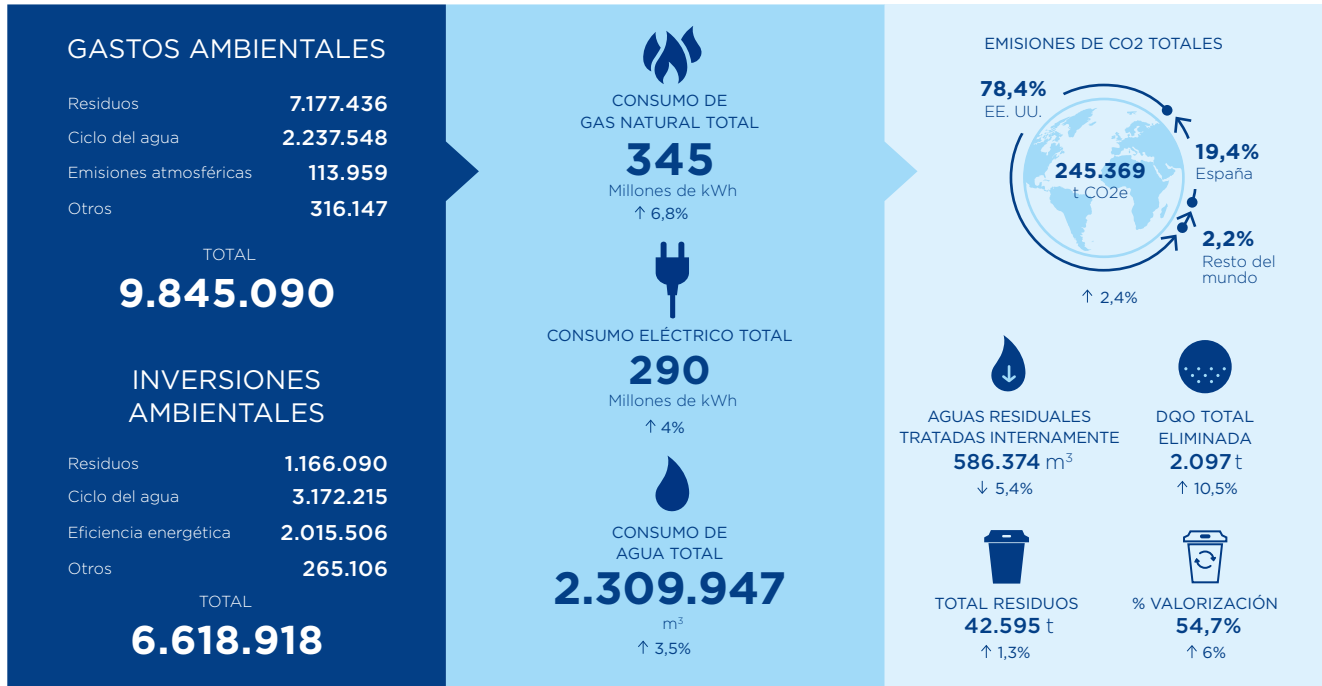 GASTOS AMBIENTALES
Residuos 7.177.436
Ciclo del agua 2.237.548
Emisiones atmosféricas 113.959
Otros 316.147
TOTAL
9.845.090
INVERSIONES
AMBIENTALES
Residuos 1.166.090
Ciclo del agua 3.172.215
Eficiencia energética 2.015.506
Otros 265.106
TOTAL
6.618.918
CONSUMO DE
GAS NATURAL TOTAL
345
Millones de kWh
↑ 6,8%
CONSUMO ELÉCTRICO TOTAL
290
Millones de kWh
↑ 4%
CONSUMO DE
AGUA TOTAL
2.309.947
m³
↑ 3,5%
EMISIONES DE CO2 TOTALES
78,4%
EE. UU.
245.369
t CO2e
19,4%
España
2,2%
Resto del
mundo
↑ 2,4%
AGUAS RESIDUALES
TRATADAS INTERNAMENTE
586.374 m³
↓ 5,4%
DQO TOTAL
ELIMINADA
2.097 t
↑ 10,5%
TOTAL RESIDUOS
42.595 t
↑ 1,3%
% VALORIZACIÓN
54,7%
↑ 6%